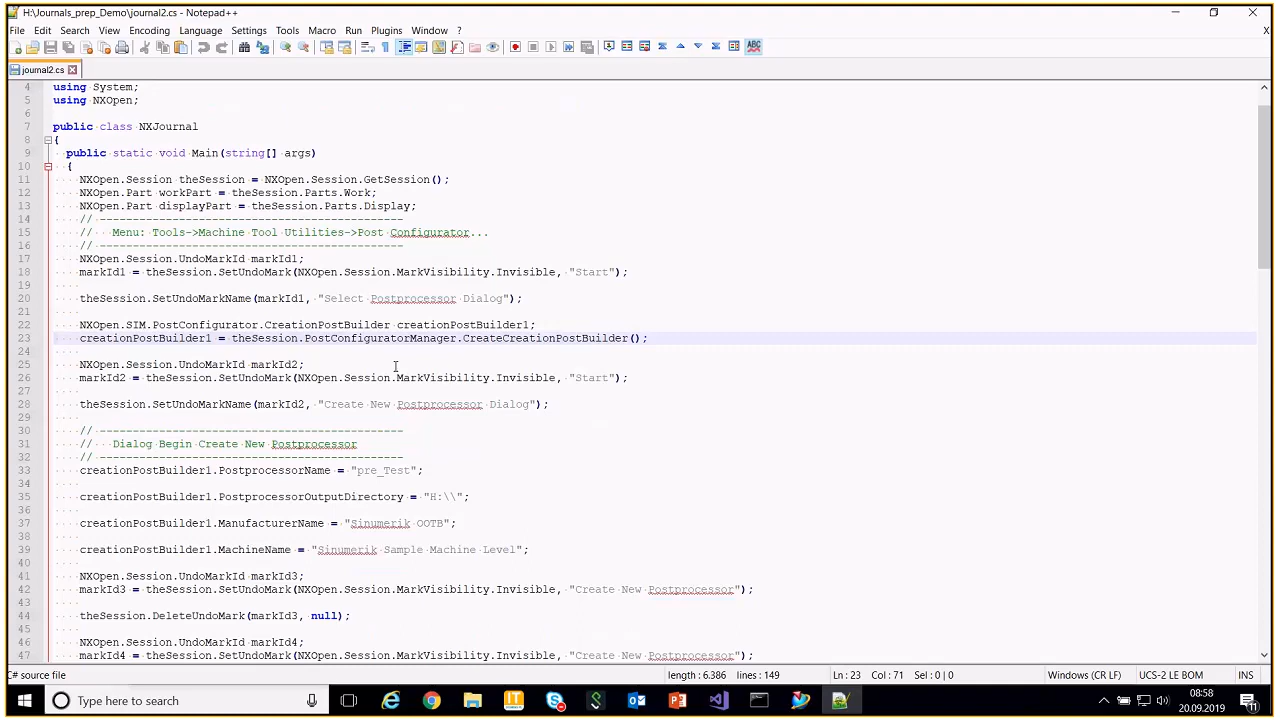 H:\Journals_prep_Demo\journal2.cs - Notepad++
File Edit Search View Encoding Language Settings Tools Macro Run Plugins Window ? X
ABC
journal2.cs
4 using System;
5 using NXOpen;
6
7 public class NXJournal
8 {
9 public static void Main(string[] args)
10 {
11 NXOpen.Session theSession = NXOpen.Session.GetSession();
12 NXOpen.Part workPart = theSession.Parts.Work;
13 NXOpen.Part displayPart = theSession.Parts.Display;
14 // ----------------------------------------------
15 // Menu: Tools->Machine Tool Utilities->Post Configurator...
16 // ----------------------------------------------
17 NXOpen.Session.UndoMarkId markId1;
18 markId1 = theSession.SetUndoMark(NXOpen.Session.MarkVisibility.Invisible, "Start");
19
20 theSession.SetUndoMarkName(markId1, "Select Postprocessor Dialog");
21
22 NXOpen.SIM.PostConfigurator.CreationPostBuilder creationPostBuilder1;
23 creationPostBuilder1 = theSession.PostConfiguratorManager.CreateCreationPostBuilder();
24
25 NXOpen.Session.UndoMarkId markId2;
26 markId2 = theSession.SetUndoMark(NXOpen.Session.MarkVisibility.Invisible, "Start");
27
28 theSession.SetUndoMarkName(markId2, "Create New Postprocessor Dialog");
29
30 // ----------------------------------------------
31 // Dialog Begin Create New Postprocessor
32 // ----------------------------------------------
33 creationPostBuilder1.PostprocessorName = "pre_Test";
34
35 creationPostBuilder1.PostprocessorOutputDirectory = "H:\\";
36
37 creationPostBuilder1.ManufacturerName = "Sinumerik OOTB";
38
39 creationPostBuilder1.MachineName = "Sinumerik Sample Machine Level";
40
41 NXOpen.Session.UndoMarkId markId3;
42 markId3 = theSession.SetUndoMark(NXOpen.Session.MarkVisibility.Invisible, "Create New Postprocessor");
43
44 theSession.DeleteUndoMark(markId3, null);
45
46 NXOpen.Session.UndoMarkId markId4;
47 markId4 = theSession.SetUndoMark(NXOpen.Session.MarkVisibility.Invisible, "Create New Postprocessor");
C# source file length : 6.386 lines : 149 Ln : 23 Col : 71 Sel : 0 | 0 Windows (CR LF) UCS-2 LE BOM INS
Type here to search
08:58
20.09.2019